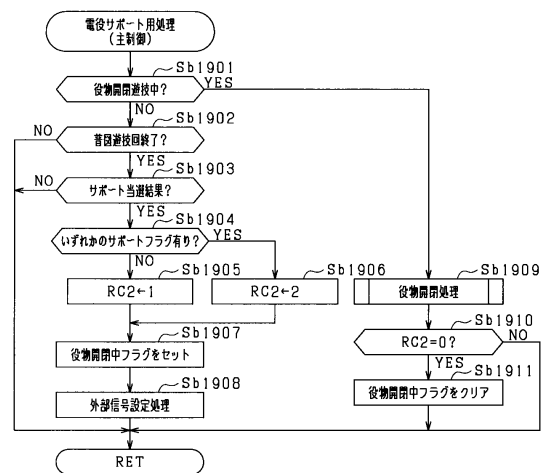 電役サポート用処理
(主制御)
Sb1901
役物開閉遊技中?
YES
NO
Sb1902
普図遊技回終了?
NO
YES
Sb1903
サポート当選結果?
NO
YES
Sb1904
いずれかのサポートフラグ有り?
YES
NO
Sb1905
RC2←1
Sb1906
RC2←2
Sb1907
役物開閉中フラグをセット
Sb1908
外部信号設定処理
Sb1909
役物開閉処理
Sb1910
RC2=0?
NO
YES
Sb1911
役物開閉中フラグをクリア
RET